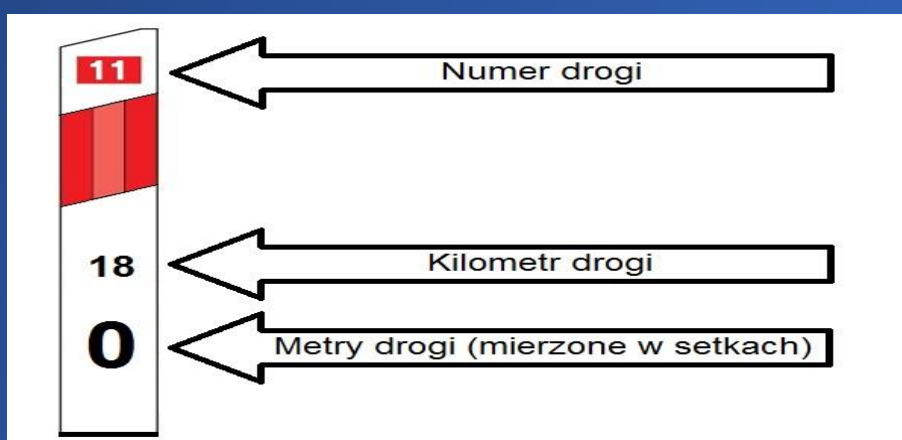 11 Numer drogi
18 Kilometr drogi
0 Metry drogi (mierzone w setkach)